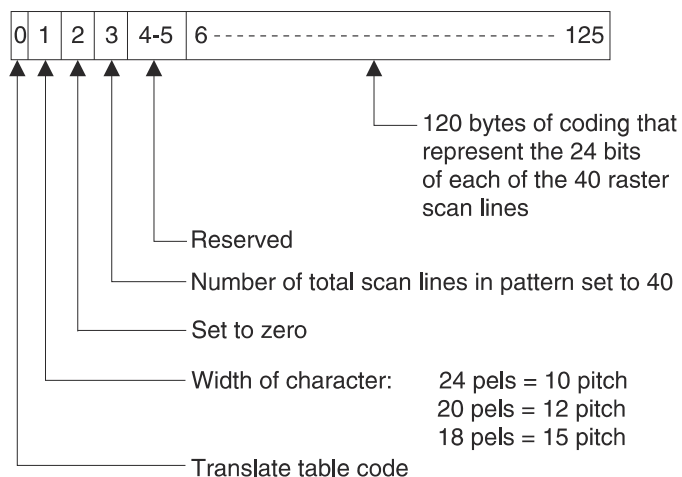 0 1 2 3 4-5 6 ------------------------------ 125
120 bytes of coding that
represent the 24 bits
of each of the 40 raster
scan lines
Reserved
Number of total scan lines in pattern set to 40
Set to zero
Width of character: 24 pels = 10 pitch
20 pels = 12 pitch
18 pels = 15 pitch
Translate table code